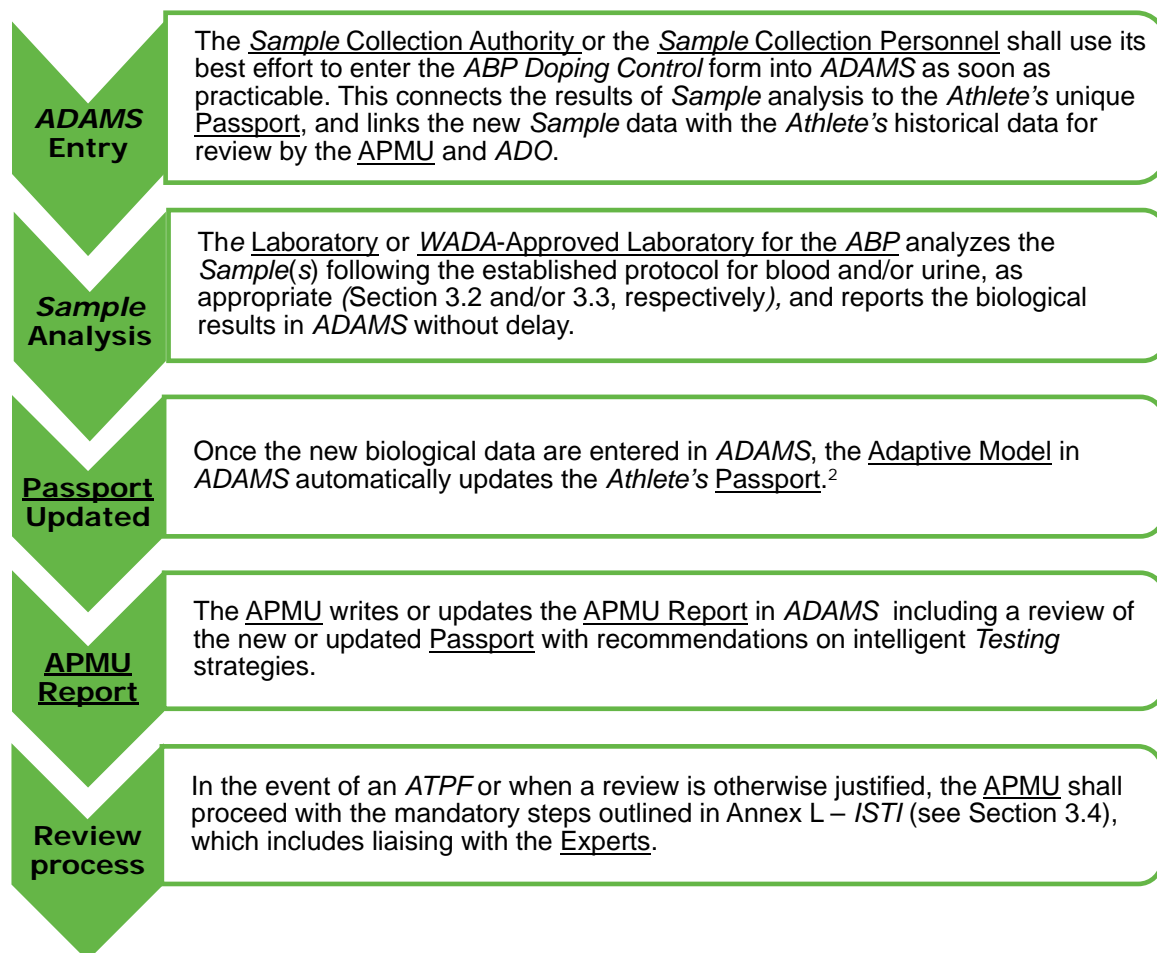 ADAMS
Entry
The Sample Collection Authority or the Sample Collection Personnel shall use its
best effort to enter the ABP Doping Control form into ADAMS as soon as
practicable. This connects the results of Sample analysis to the Athlete's unique
Passport, and links the new Sample data with the Athlete's historical data for
review by the APMU and ADO.
Sample
Analysis
The Laboratory or WADA-Approved Laboratory for the ABP analyzes the
Sample(s) following the established protocol for blood and/or urine, as
appropriate (Section 3.2 and/or 3.3, respectively), and reports the biological
results in ADAMS without delay.
Passport
Updated
Once the new biological data are entered in ADAMS, the Adaptive Model in
ADAMS automatically updates the Athlete's Passport.²
APMU
Report
The APMU writes or updates the APMU Report in ADAMS including a review of
the new or updated Passport with recommendations on intelligent Testing
strategies.
Review
process
In the event of an ATPF or when a review is otherwise justified, the APMU shall
proceed with the mandatory steps outlined in Annex L – ISTI (see Section 3.4),
which includes liaising with the Experts.